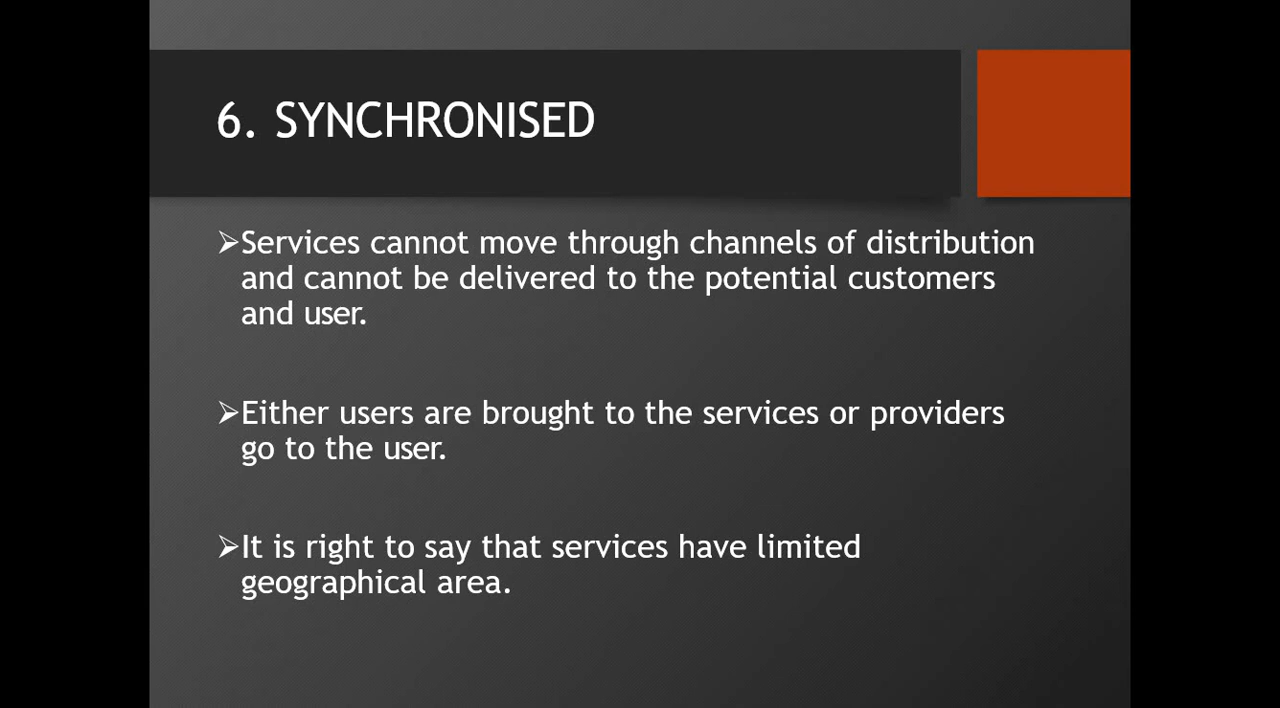 6. SYNCHRONISED
➢Services cannot move through channels of distribution
and cannot be delivered to the potential customers
and user.
➢Either users are brought to the services or providers
go to the user.
➢It is right to say that services have limited
geographical area.